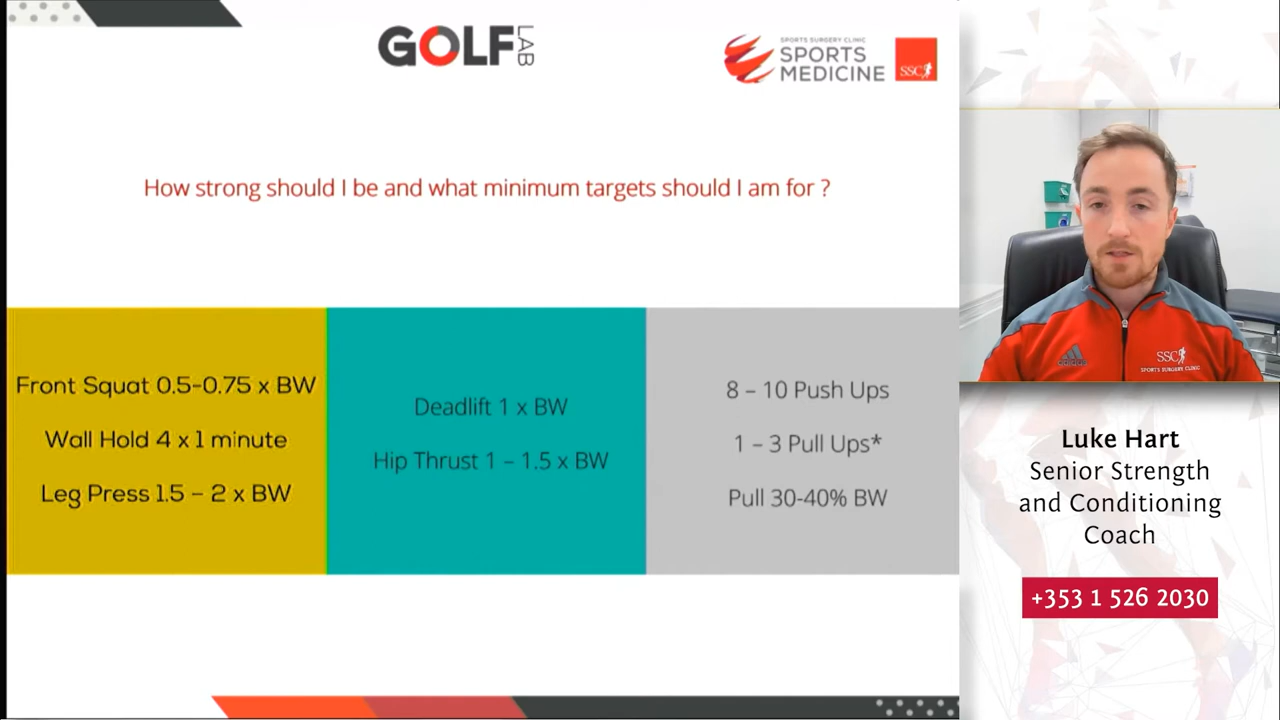 GOLF LAB
SPORTS SURGERY CLINIC
SPORTS
MEDICINE
SSC
How strong should I be and what minimum targets should I am for ?
Front Squat 0.5-0.75 x BW
Wall Hold 4 x 1 minute
Leg Press 1.5 – 2 x BW
Deadlift 1 x BW
Hip Thrust 1 – 1.5 x BW
8 – 10 Push Ups
1 – 3 Pull Ups*
Pull 30-40% BW
adidas
SSC
SPORTS SURGERY CLINIC
Luke Hart
Senior Strength
and Conditioning
Coach
+353 1 526 2030